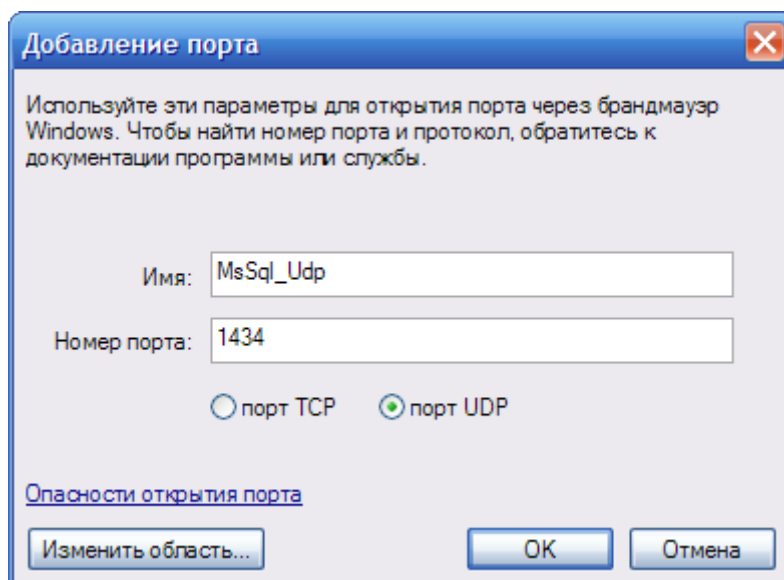 Добавление порта
Используйте эти параметры для открытия порта через брандмауэр
Windows. Чтобы найти номер порта и протокол, обратитесь к
документации программы или службы.
Имя: MsSql_Udp
Номер порта: 1434
порт TCP порт UDP
Опасности открытия порта
Изменить область... OK Отмена